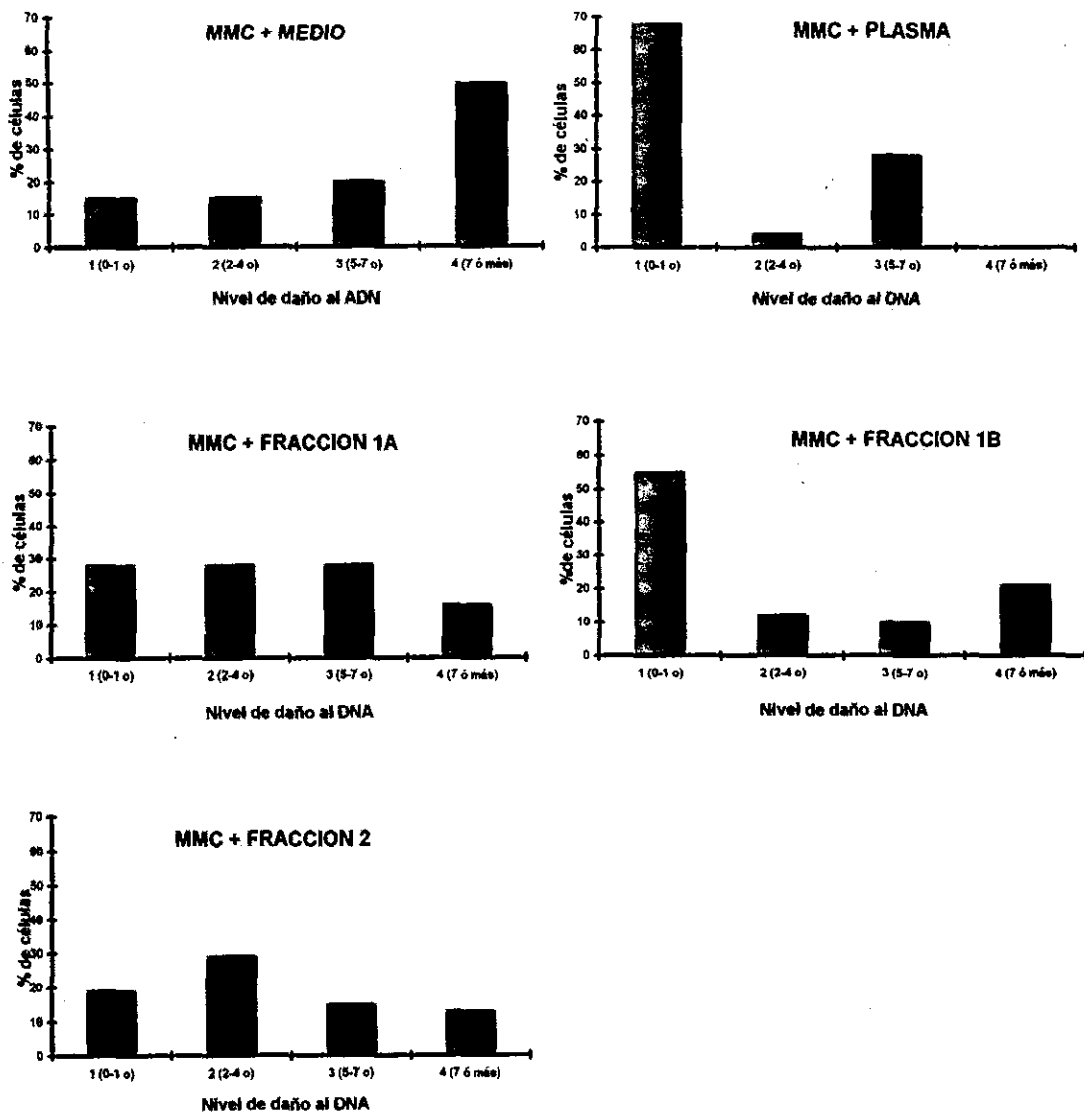 MMC + MEDIO
% de células
70
60
50
40
30
20
10
0
1 (0-1 o) 2 (2-4 o) 3 (5-7 o) 4 (7 ó más)
Nivel de daño al ADN
MMC + PLASMA
% de células
70
60
50
40
30
20
10
0
1 (0-1 o) 2 (2-4 o) 3 (5-7 o) 4 (7 ó más)
Nivel de daño al DNA
MMC + FRACCION 1A
% de células
70
60
50
40
30
20
10
0
1 (0-1 o) 2 (2-4 o) 3 (5-7 o) 4 (7 ó más)
Nivel de daño al DNA
MMC + FRACCION 1B
%de células
70
60
50
40
30
20
10
0
1 (0-1 o) 2 (2-4 o) 3 (5-7 o) 4 (7 ó más)
Nivel de daño al DNA
MMC + FRACCION 2
% de células
70
60
50
40
30
20
10
0
1 (0-1 o) 2 (2-4 o) 3 (5-7 o) 4 (7 ó más)
Nivel de daño al DNA